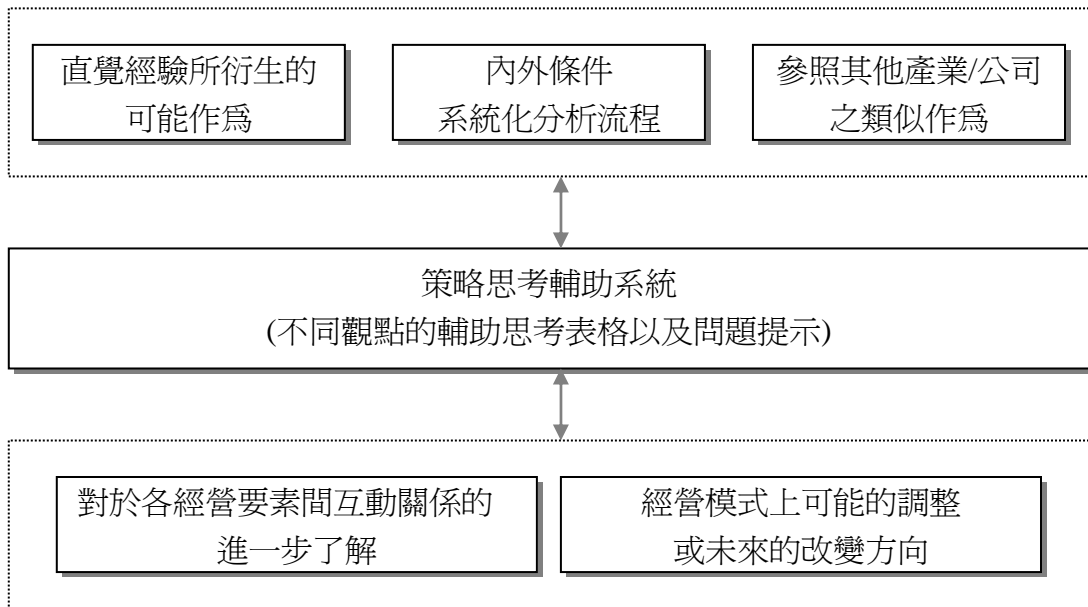 直覺經驗所衍生的
可能作為
內外條件
系統化分析流程
參照其他產業/公司
之類似作為
策略思考輔助系統
(不同觀點的輔助思考表格以及問題提示)
對於各經營要素間互動關係的
進一步了解
經營模式上可能的調整
或未來的改變方向